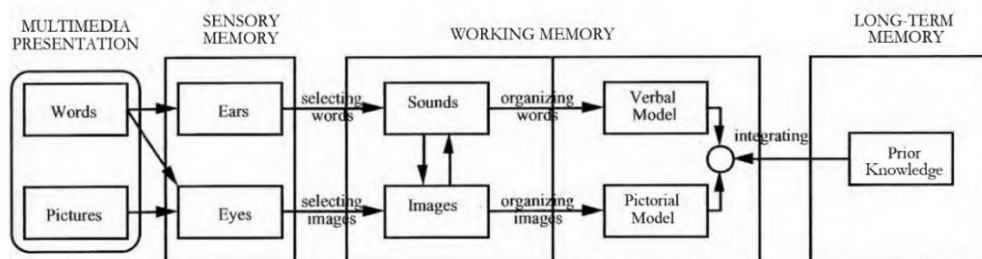 MULTIMEDIA
PRESENTATION
SENSORY
MEMORY
WORKING MEMORY
LONG-TERM
MEMORY
Words
Ears
selecting
words
Sounds
organizing
words
Verbal
Model
integrating
Prior
Knowledge
Pictures
Eyes
selecting
images
Images
organizing
images
Pictorial
Model